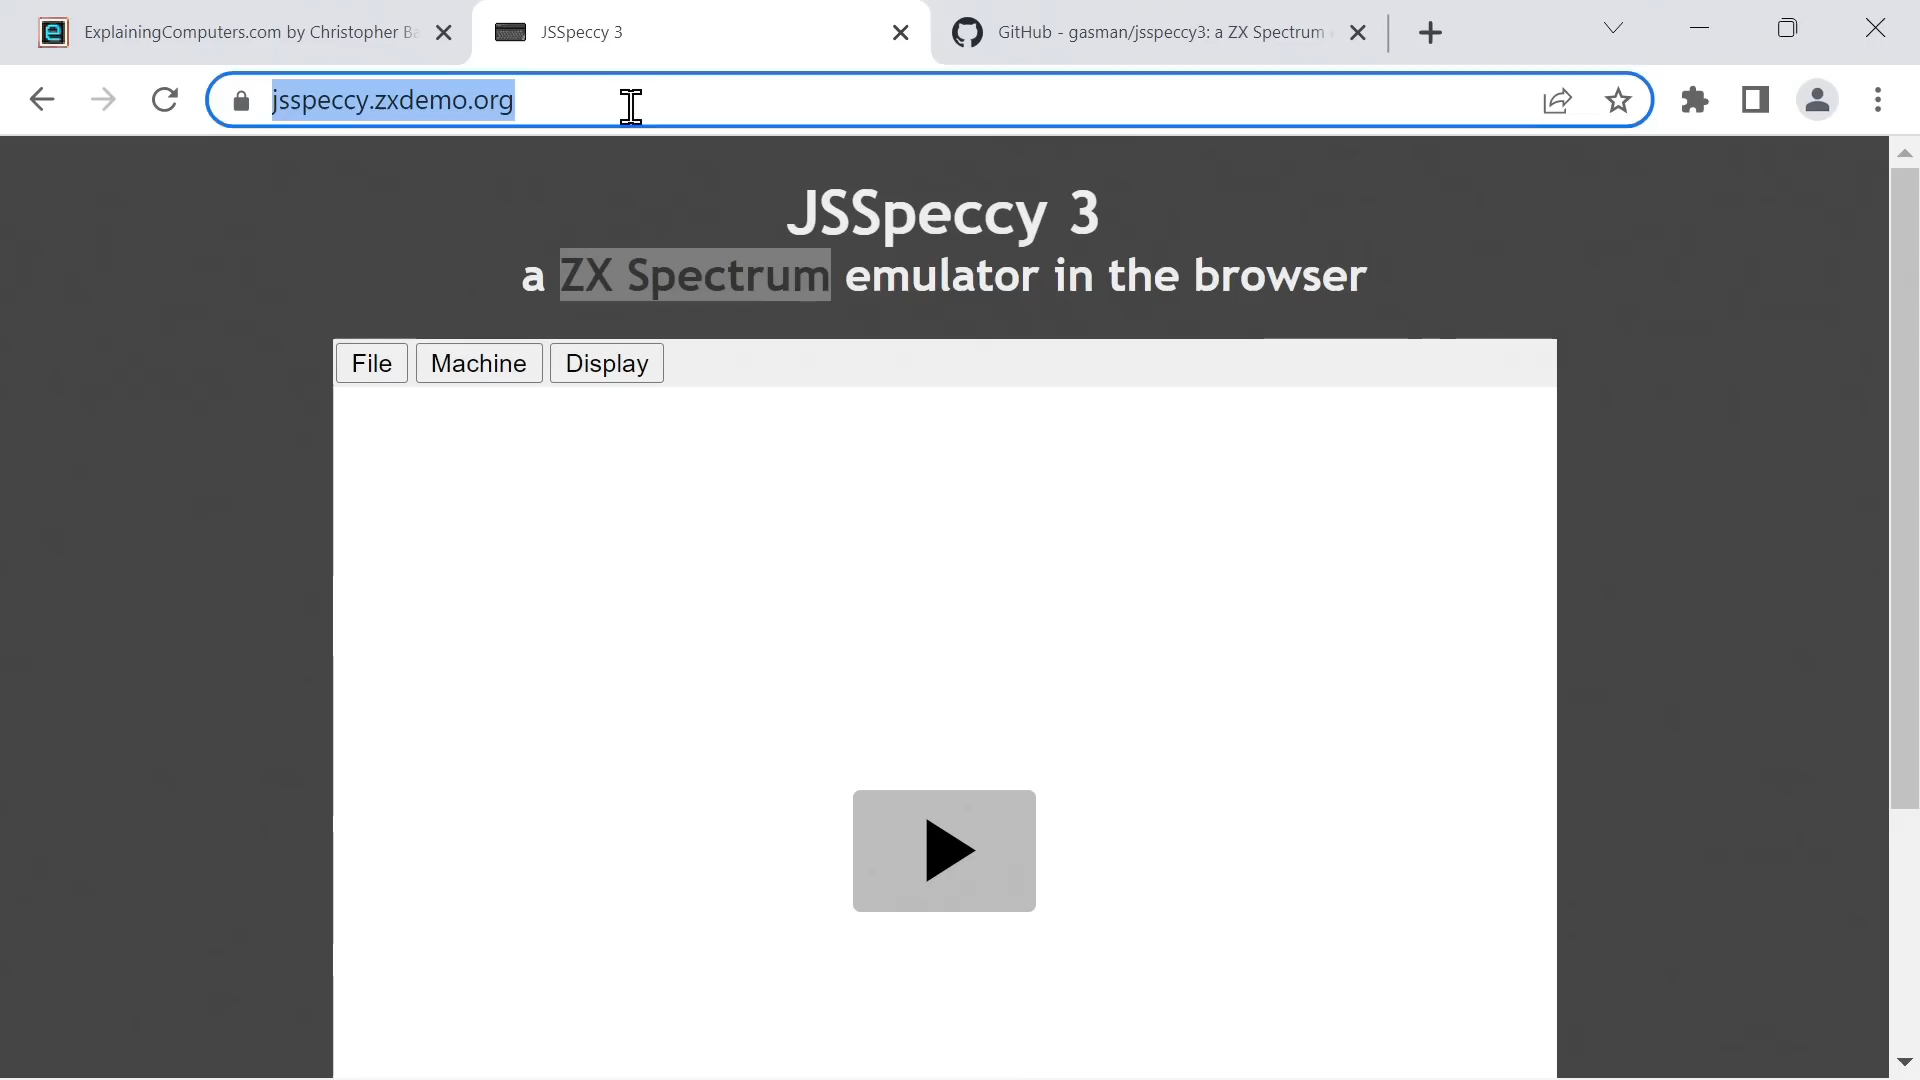 ExplainingComputers.com by Christopher Ba
JSSpeccy 3
GitHub - gasman/jsspeccy3: a ZX Spectrum
jsspeccy.zxdemo.org
JSSpeccy 3
a ZX Spectrum emulator in the browser
File Machine Display